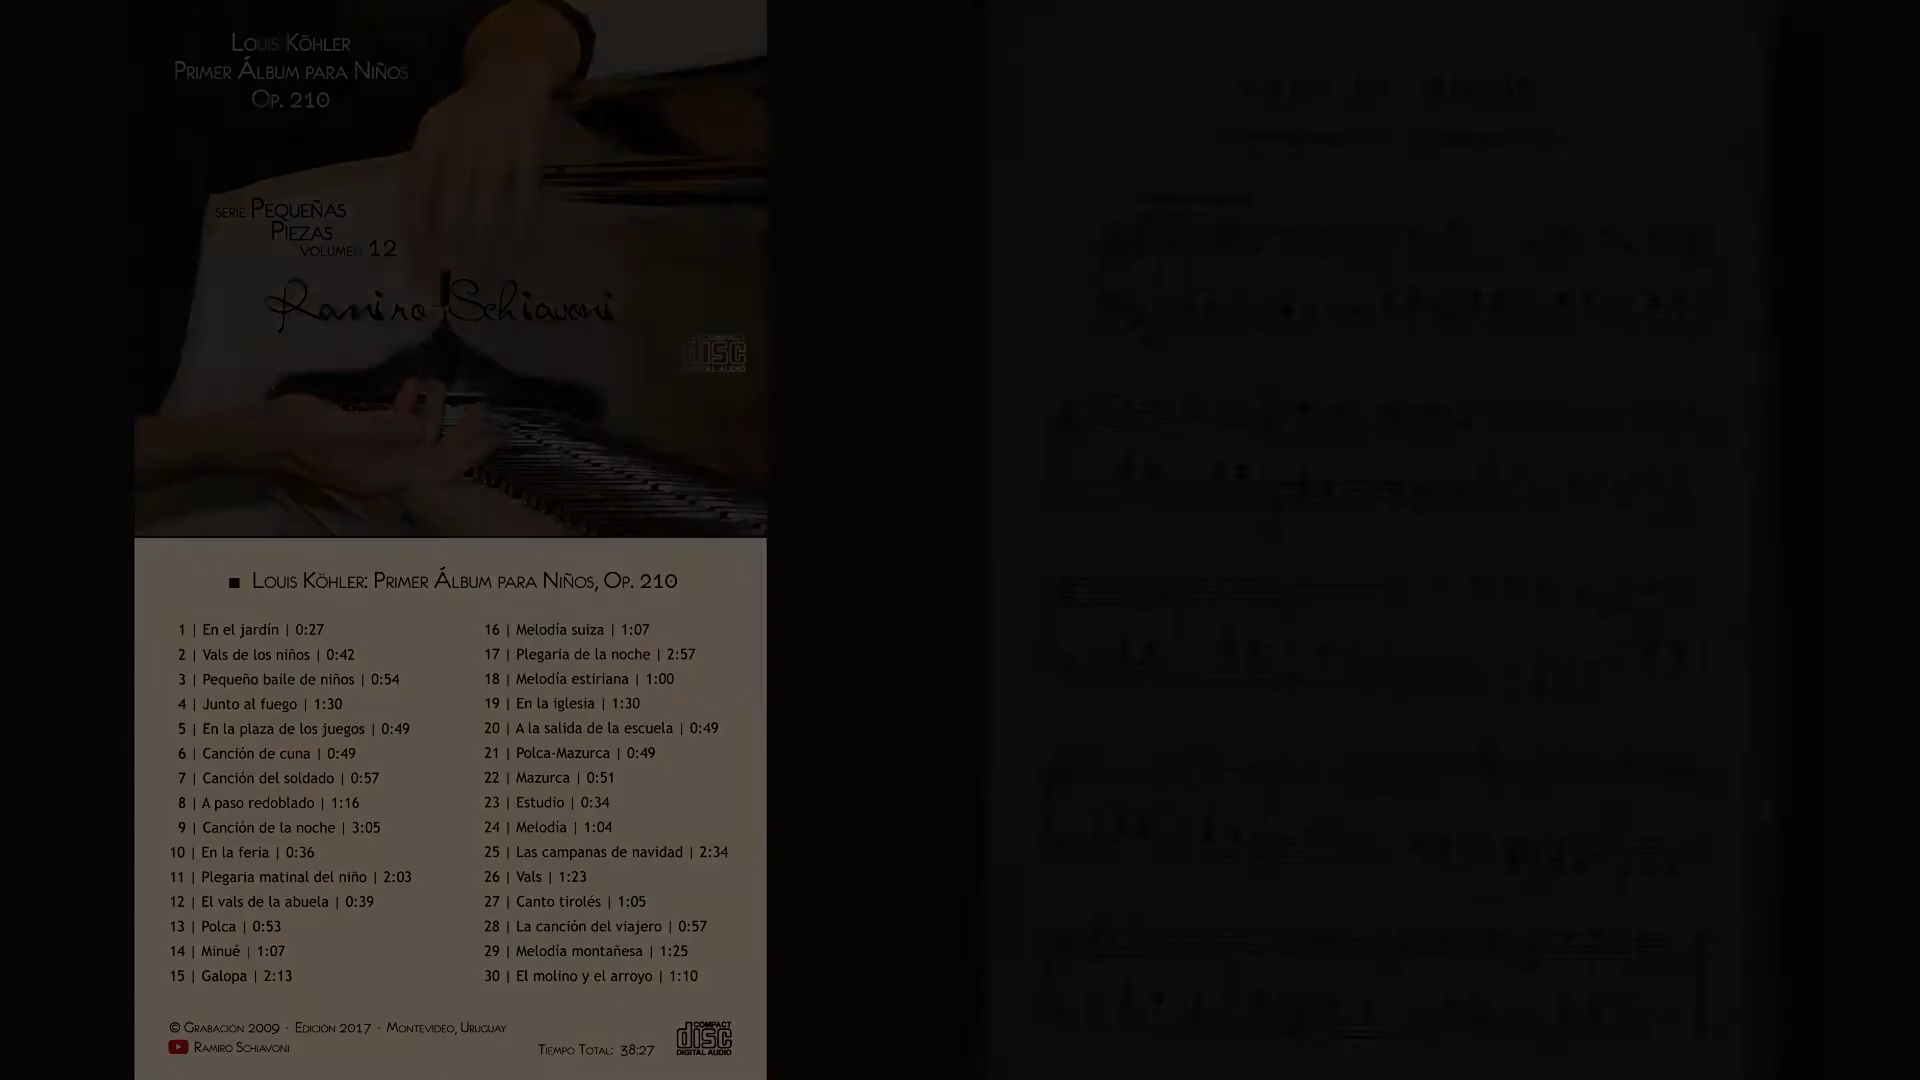 Louis Köhler
Primer Álbum para Niños
Op. 210
serie Pequeñas
Piezas
volumen 12
Ramiro Schiavoni
COMPACT
disc
DIGITAL AUDIO
■ Louis Köhler: Primer Álbum para Niños, Op. 210
1 | En el jardín | 0:27
2 | Vals de los niños | 0:42
3 | Pequeño baile de niños | 0:54
4 | Junto al fuego | 1:30
5 | En la plaza de los juegos | 0:49
6 | Canción de cuna | 0:49
7 | Canción del soldado | 0:57
8 | A paso redoblado | 1:16
9 | Canción de la noche | 3:05
10 | En la feria | 0:36
11 | Plegaria matinal del niño | 2:03
12 | El vals de la abuela | 0:39
13 | Polca | 0:53
14 | Minué | 1:07
15 | Galopa | 2:13
16 | Melodía suiza | 1:07
17 | Plegaria de la noche | 2:57
18 | Melodía estiriana | 1:00
19 | En la iglesia | 1:30
20 | A la salida de la escuela | 0:49
21 | Polca-Mazurca | 0:49
22 | Mazurca | 0:51
23 | Estudio | 0:34
24 | Melodía | 1:04
25 | Las campanas de navidad | 2:34
26 | Vals | 1:23
27 | Canto tirolés | 1:05
28 | La canción del viajero | 0:57
29 | Melodía montañesa | 1:25
30 | El molino y el arroyo | 1:10
© Grabación 2009 · Edición 2017 · Montevideo, Uruguay
Ramiro Schiavoni
Tiempo Total: 38:27
COMPACT
disc
DIGITAL AUDIO